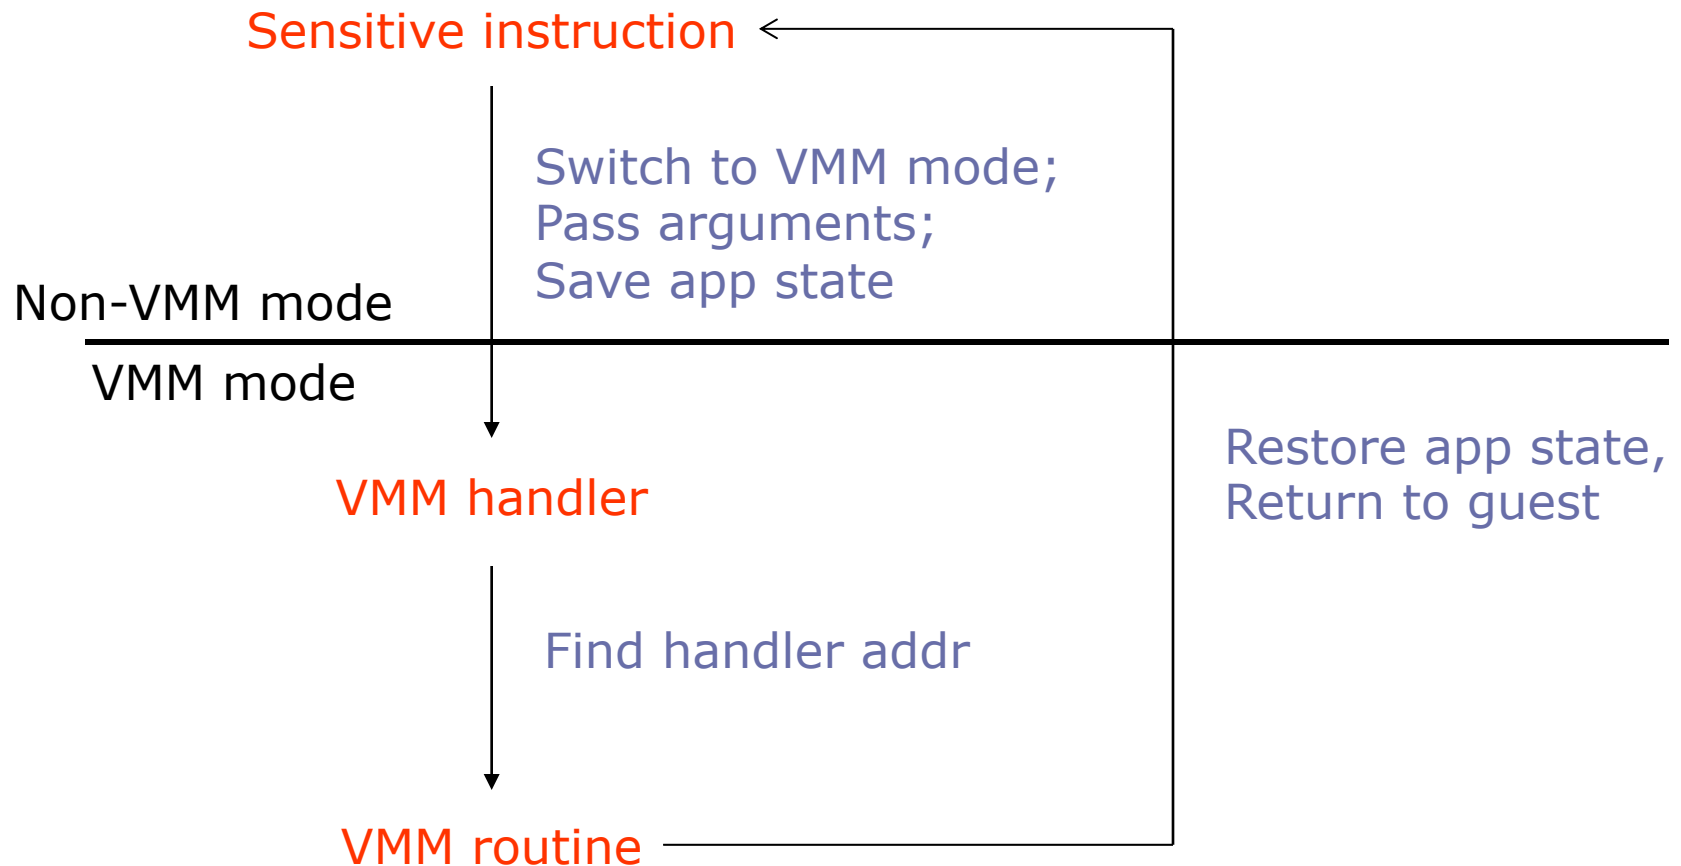 Sensitive instruction
Switch to VMM mode;
Pass arguments;
Save app state
Non-VMM mode
VMM mode
Restore app state,
Return to guest
VMM handler
Find handler addr
VMM routine